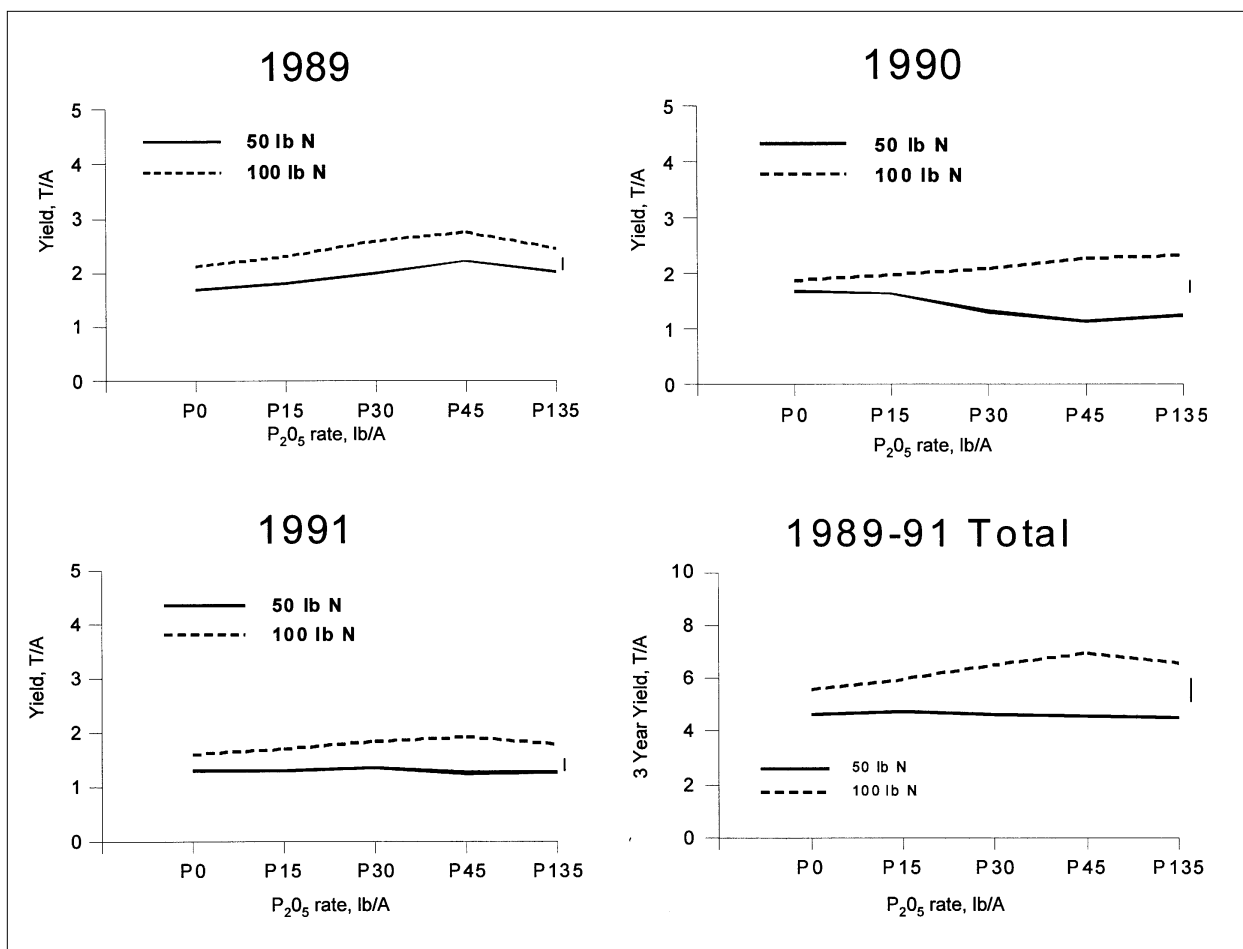 1989
5
4
3
2
1
0
Yield, T/A
50 lb N
100 lb N
P0 P15 P30 P45 P135
P₂0₅ rate, lb/A
1990
5
4
3
2
1
0
Yield, T/A
50 lb N
100 lb N
P0 P15 P30 P45 P135
P₂0₅ rate, lb/A
1991
5
4
3
2
1
0
Yield, T/A
50 lb N
100 lb N
P0 P15 P30 P45 P135
P₂0₅ rate, lb/A
1989-91 Total
10
8
6
4
2
0
3 Year Yield, T/A
50 lb N
100 lb N
P0 P15 P30 P45 P135
P₂0₅ rate, lb/A